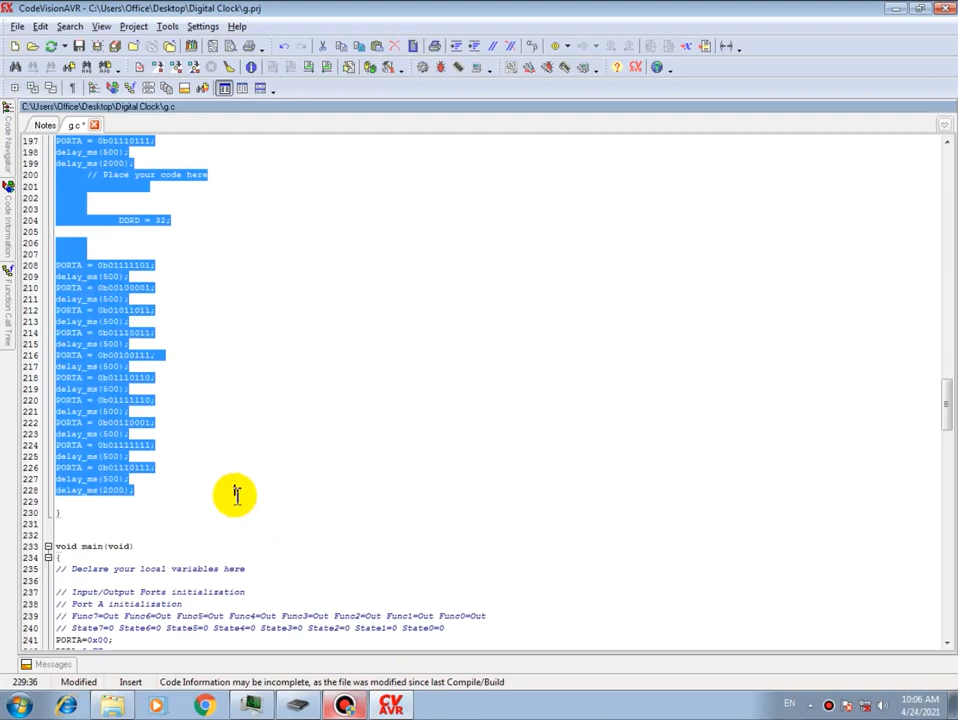 CodeVisionAVR - C:\Users\Office\Desktop\Digital Clock\g.prj
File Edit Search View Project Tools Settings Help
C:\Users\Office\Desktop\Digital Clock\g.c
Notes g.c *
Code Navigator
Code Information
Function Call Tree
197 PORTA = 0b01110111;
198 delay_ms(500);
199 delay_ms(2000);
200 // Place your code here
201
202
203
204 DDRD = 32;
205
206
207
208 PORTA = 0b01111101;
209 delay_ms(500);
210 PORTA = 0b00100001;
211 delay_ms(500);
212 PORTA = 0b01011011;
213 delay_ms(500);
214 PORTA = 0b01110011;
215 delay_ms(500);
216 PORTA = 0b00100111;
217 delay_ms(500);
218 PORTA = 0b01110110;
219 delay_ms(500);
220 PORTA = 0b01111110;
221 delay_ms(500);
222 PORTA = 0b00110001;
223 delay_ms(500);
224 PORTA = 0b01111111;
225 delay_ms(500);
226 PORTA = 0b01110111;
227 delay_ms(500);
228 delay_ms(2000);
229
230 }
231
232
233 void main(void)
234 {
235 // Declare your local variables here
236
237 // Input/Output Ports initialization
238 // Port A initialization
239 // Func7=Out Func6=Out Func5=Out Func4=Out Func3=Out Func2=Out Func1=Out Func0=Out
240 // State7=0 State6=0 State5=0 State4=0 State3=0 State2=0 State1=0 State0=0
241 PORTA=0x00;
Messages
229:36 Modified Insert Code Information may be incomplete, as the file was modified since last Compile/Build
EN 10:06 AM
4/24/2021